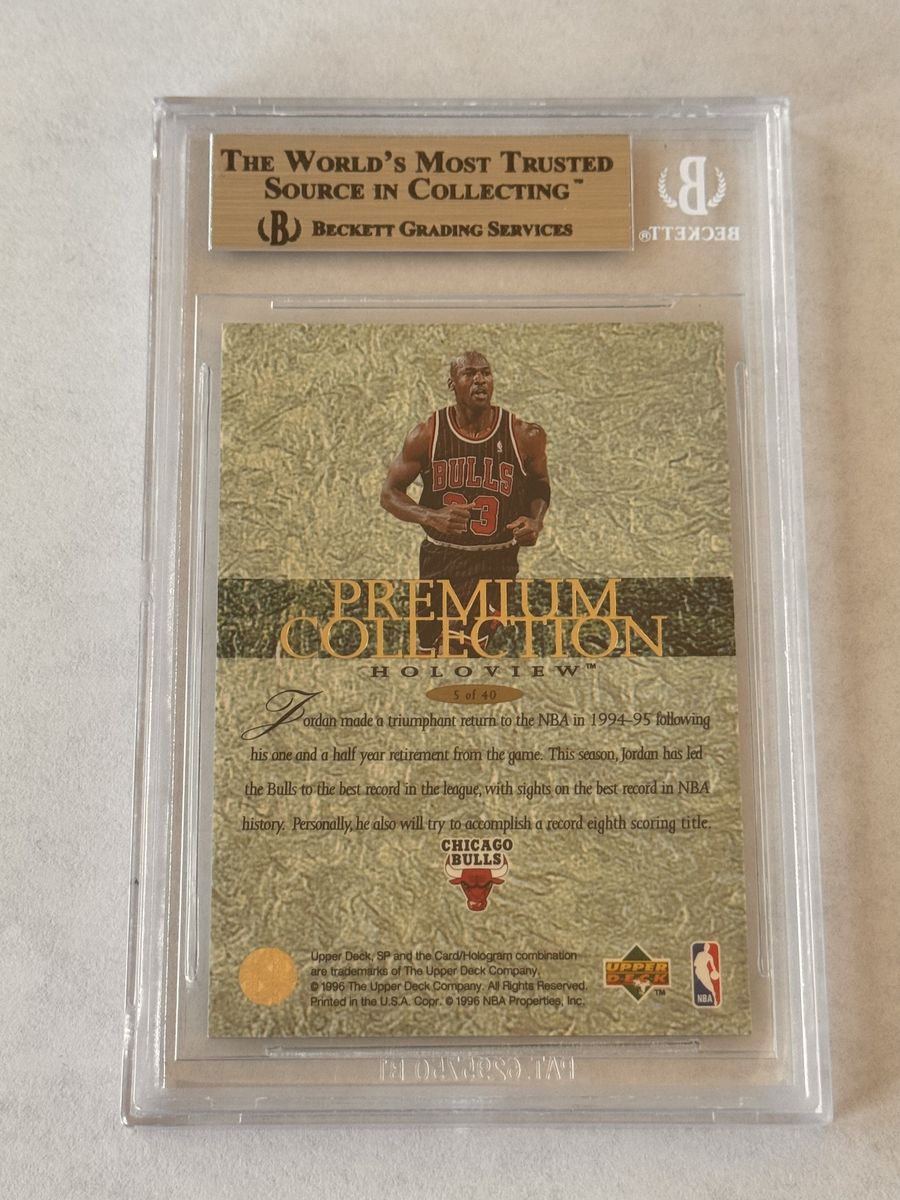 THE WORLD'S MOST TRUSTED
SOURCE IN COLLECTING™
B BECKETT GRADING SERVICES
B
BECKETT®
BULLS
23
PREMIUM
COLLECTION
HOLOVIEW™
5 of 40
Jordan made a triumphant return to the NBA in 1994–95 following
his one and a half year retirement from the game. This season, Jordan has led
the Bulls to the best record in the league, with sights on the best record in NBA
history. Personally, he also will try to accomplish a record eighth scoring title.
CHICAGO
BULLS
Upper Deck, SP and the Card/Hologram combination
are trademarks of The Upper Deck Company.
© 1996 The Upper Deck Company. All Rights Reserved.
Printed in the U.S.A. Copr. © 1996 NBA Properties, Inc.
UPPER
DECK™
NBA